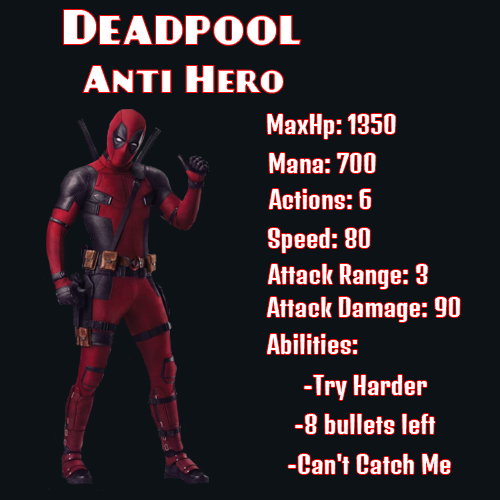 Deadpool
Anti Hero
MaxHp: 1350
Mana: 700
Actions: 6
Speed: 80
Attack Range: 3
Attack Damage: 90
Abilities:
-Try Harder
-8 bullets left
-Can't Catch Me